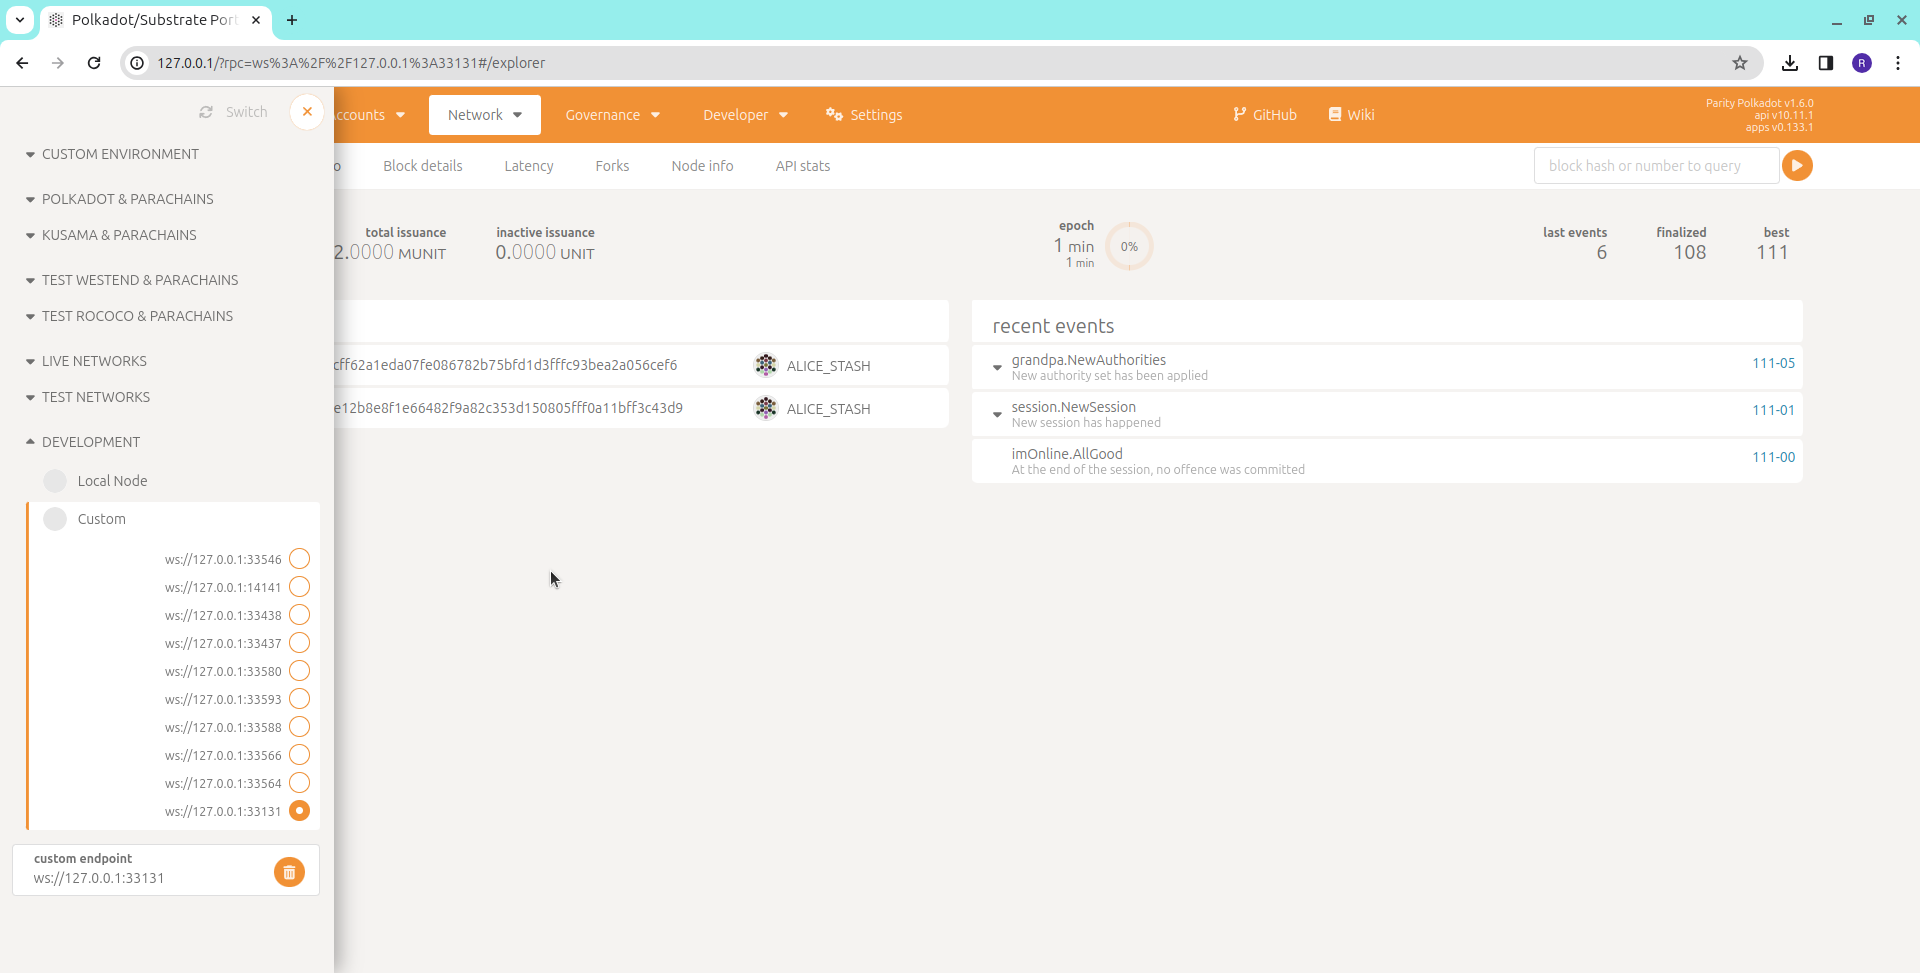 Polkadot/Substrate Port
127.0.0.1/?rpc=ws%3A%2F%2F127.0.0.1%3A33131#/explorer
R
Switch
CUSTOM ENVIRONMENT
POLKADOT & PARACHAINS
KUSAMA & PARACHAINS
TEST WESTEND & PARACHAINS
TEST ROCOCO & PARACHAINS
LIVE NETWORKS
TEST NETWORKS
DEVELOPMENT
Local Node
Custom
ws://127.0.0.1:33546
ws://127.0.0.1:14141
ws://127.0.0.1:33438
ws://127.0.0.1:33437
ws://127.0.0.1:33580
ws://127.0.0.1:33593
ws://127.0.0.1:33588
ws://127.0.0.1:33566
ws://127.0.0.1:33564
ws://127.0.0.1:33131
custom endpoint
ws://127.0.0.1:33131
ccounts Network Governance Developer Settings GitHub Wiki
Parity Polkadot v1.6.0
api v10.11.1
apps v0.133.1
o Block details Latency Forks Node info API stats
block hash or number to query
total issuance
2.0000 MUNIT
inactive issuance
0.0000 UNIT
epoch
1 min
1 min
0%
last events
6
finalized
108
best
111
cff62a1eda07fe086782b75bfd1d3fffc93bea2a056cef6 ALICE_STASH
e12b8e8f1e66482f9a82c353d150805fff0a11bff3c43d9 ALICE_STASH
recent events
grandpa.NewAuthorities 111-05
New authority set has been applied
session.NewSession 111-01
New session has happened
imOnline.AllGood 111-00
At the end of the session, no offence was committed